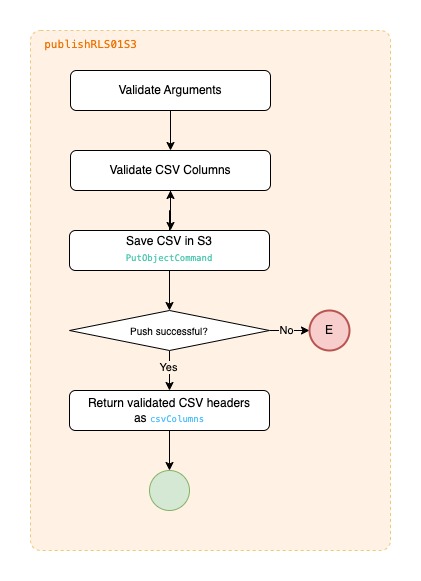 publishRLS01S3
Validate Arguments
Validate CSV Columns
Save CSV in S3
PutObjectCommand
Push successful?
No
E
Yes
Return validated CSV headers
as csvColumns